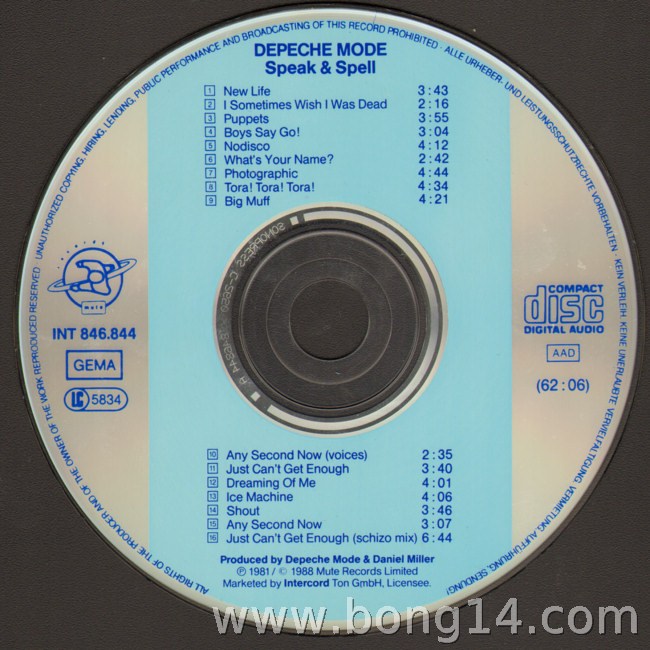 ALL RIGHTS OF THE PRODUCER AND OF THE OWNER OF THE WORK REPRODUCED RESERVED · UNAUTHORIZED COPYING, HIRING, LENDING, PUBLIC PERFORMANCE AND BROADCASTING OF THIS RECORD PROHIBITED · ALLE URHEBER- UND LEISTUNGSSCHUTZRECHTE VORBEHALTEN · KEIN VERLEIH, KEINE UNERLAUBTE VERVIELFÄLTIGUNG, VERMIETUNG, AUFFÜHRUNG, SENDUNG!
DEPECHE MODE
Speak & Spell
1 New Life 3:43
2 I Sometimes Wish I Was Dead 2:16
3 Puppets 3:55
4 Boys Say Go! 3:04
5 Nodisco 4:12
6 What's Your Name? 2:42
7 Photographic 4:44
8 Tora! Tora! Tora! 4:34
9 Big Muff 4:21
mute
INT 846.844
GEMA
LC 5834
COMPACT
disc
DIGITAL AUDIO
AAD
(62:06)
SONOPRESS
10 Any Second Now (voices) 2:35
11 Just Can't Get Enough 3:40
12 Dreaming Of Me 4:01
13 Ice Machine 4:06
14 Shout 3:46
15 Any Second Now 3:07
16 Just Can't Get Enough (schizo mix) 6:44
Produced by Depeche Mode & Daniel Miller
℗ 1981/ © 1988 Mute Records Limited
Marketed by Intercord Ton GmbH, Licensee.
www.bong14.com